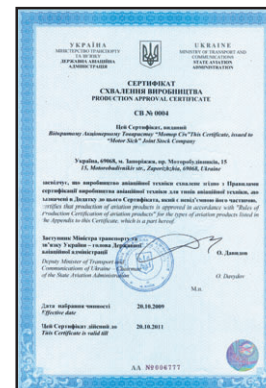 УКРАЇНА
МІНІСТЕРСТВО ТРАНСПОРТУ
ТА ЗВ'ЯЗКУ
ДЕРЖАВНА АВІАЦІЙНА
АДМІНІСТРАЦІЯ
UKRAINE
MINISTRY OF TRANSPORT AND
COMMUNICATIONS
STATE AVIATION
ADMINISTRATION
СЕРТИФІКАТ
СХВАЛЕННЯ ВИРОБНИЦТВА
PRODUCTION APPROVAL CERTIFICATE
СВ № 0004
Цей Сертифікат, виданий
Відкритому Акціонерному Товариству "Мотор Січ"This Certificate, issued to
"Motor Sich" Joint Stock Company
Україна, 69068, м. Запоріжжя, пр. Моторобудівників, 15
15, Motorobudivnikiv str., Zaporizhzhia, 69068, Ukraine
засвідчує, що виробництво авіаційної техніки схвалено згідно з Правилами
сертифікації виробництва авіаційної техніки для типів авіаційної техніки, що
зазначені в Додатку до цього Сертифіката, який є невід'ємною його частиною.
certifies that production of aviation products is approved in accordance with "Rules of
Production Certification of aviation products" for the types of aviation products listed in
the Appendix to this Certificate, which is a part hereof.
Заступник Міністра транспорту та
зв'язку України – голова Державної
авіаційної адміністрації
Deputy Minister of Transport and
Communications of Ukraine – Chairman
of the State Aviation Administration
О. Давидов
O. Davydov
М.п.
Дата набрання чинності
Effective date
20.10.2009
Цей Сертифікат дійсний до
This Certificate is valid till
20.10.2011
АА №006777